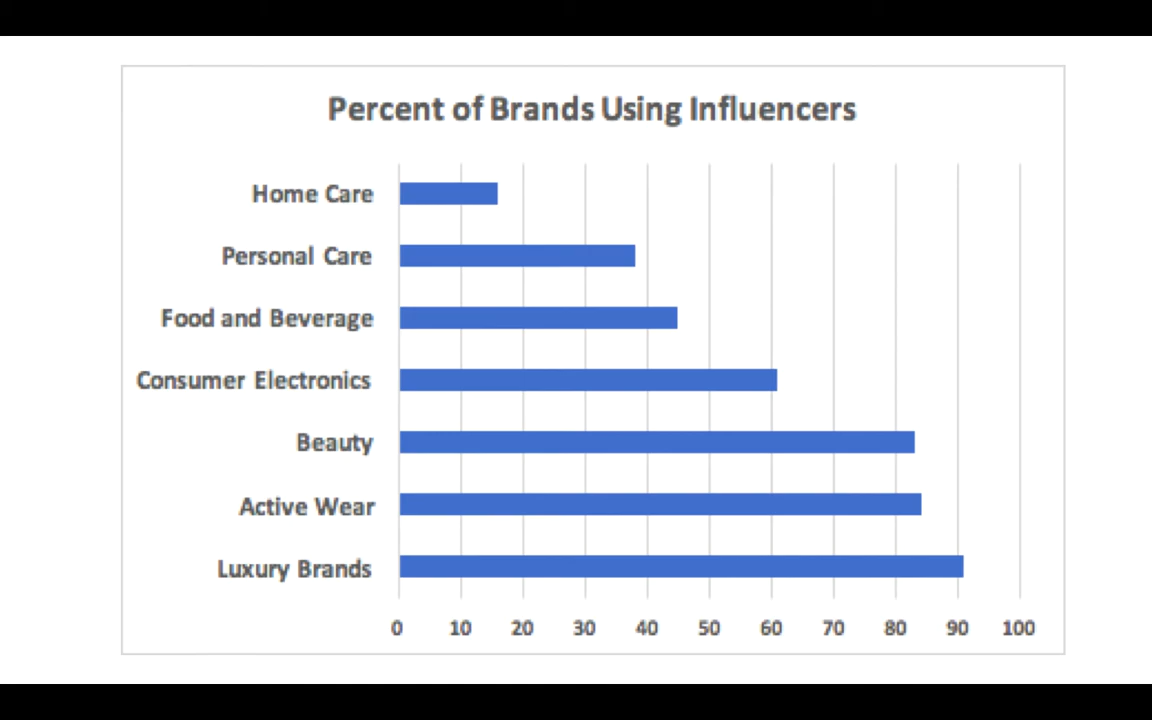 Percent of Brands Using Influencers
Home Care
Personal Care
Food and Beverage
Consumer Electronics
Beauty
Active Wear
Luxury Brands
0 10 20 30 40 50 60 70 80 90 100